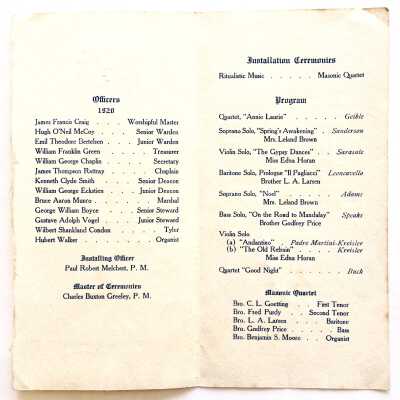 Officers
1920
James Francis Craig . . . Worshipful Master
Hugh O'Neil McCoy . . . Senior Warden
Emil Theodore Bertelsen . . Junior Warden
William Franklin Green . . . Treasurer
William George Chaplin . . . Secretary
James Thompson Rattray . . . Chaplain
Kenneth Clyde Smith . . Senior Deacon
William George Eckstien . . Junior Deacon
Bruce Aaron Munro . . . Marshal
George William Boyce . . Senior Steward
Gustave Adolph Vogel . . Junior Steward
Wilbert Shankland Condon . . Tyler
Hubert Walker . . . . Organist
Installing Officer
Paul Robert Melchert, P. M.
Master of Ceremonies
Charles Buxton Greeley, P. M.
Installation Ceremonies
Ritualistic Music . . . . . Masonic Quartet
Program
Quartet, "Annie Laurie" . . . . Geibie
Soprano Solo, "Spring's Awakening" . Sanderson
Mrs. Leland Brown
Violin Solo, "The Gypsy Dances" . . Sarasate
Miss Edna Horan
Baritone Solo, Prologue "Il Pagliacci" Leoncavello
Brother L. A. Larsen
Soprano Solo, "Noel" . . . . Adams
Mrs. Leland Brown
Bass Solo, "On the Road to Mandalay" Speaks
Brother Godfrey Price
Violin Solo
(a) "Andantino" . Padre Martini-Kreisler
(b) "The Old Refrain" . . . Kreisler
Miss Edna Horan
Quartet "Good Night" . . . . . Buck
Masonic Quartet
Bro. C. L. Goetting . . First Tenor
Bro. Fred Purdy . . Second Tenor
Bro. L. A. Larsen . . . Baritone
Bro. Godfrey Price . . . . Bass
Bro. Benjamin S. Moore . . Organist